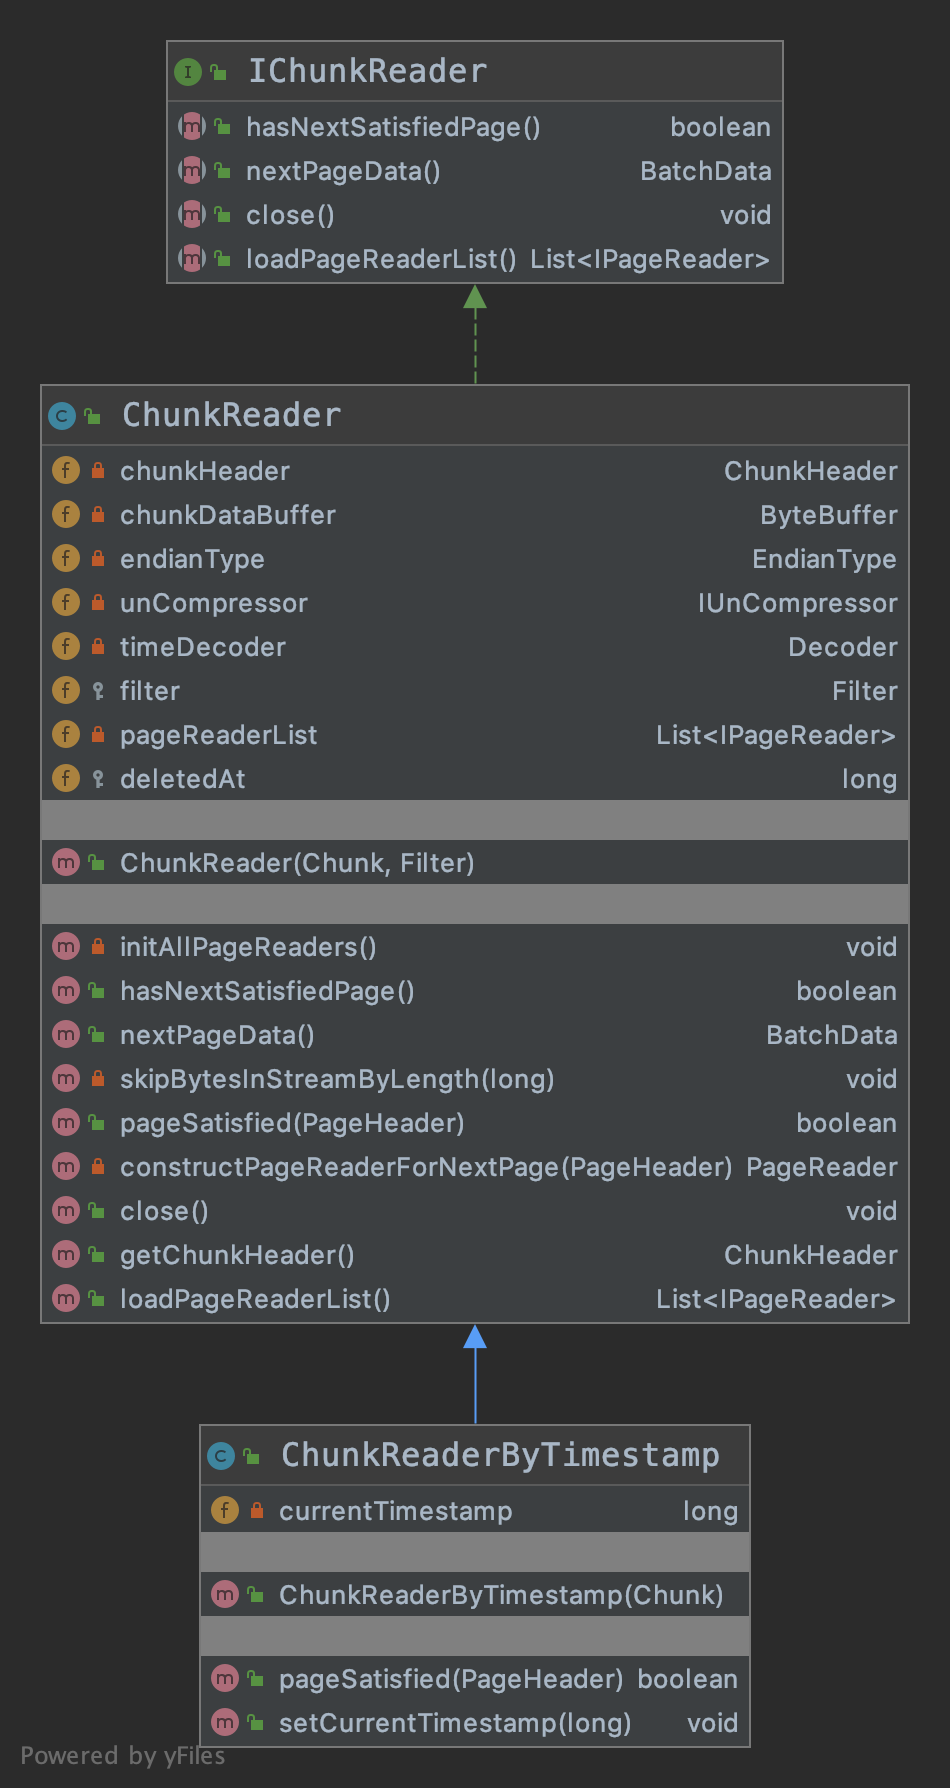 IChunkReader
hasNextSatisfiedPage() boolean
nextPageData() BatchData
close() void
loadPageReaderList() List<IPageReader>
ChunkReader
chunkHeader ChunkHeader
chunkDataBuffer ByteBuffer
endianType EndianType
unCompressor IUnCompressor
timeDecoder Decoder
filter Filter
pageReaderList List<IPageReader>
deletedAt long
ChunkReader(Chunk, Filter)
initAllPageReaders() void
hasNextSatisfiedPage() boolean
nextPageData() BatchData
skipBytesInStreamByLength(long) void
pageSatisfied(PageHeader) boolean
constructPageReaderForNextPage(PageHeader) PageReader
close() void
getChunkHeader() ChunkHeader
loadPageReaderList() List<IPageReader>
ChunkReaderByTimestamp
currentTimestamp long
ChunkReaderByTimestamp(Chunk)
pageSatisfied(PageHeader) boolean
setCurrentTimestamp(long) void
Powered by yFiles